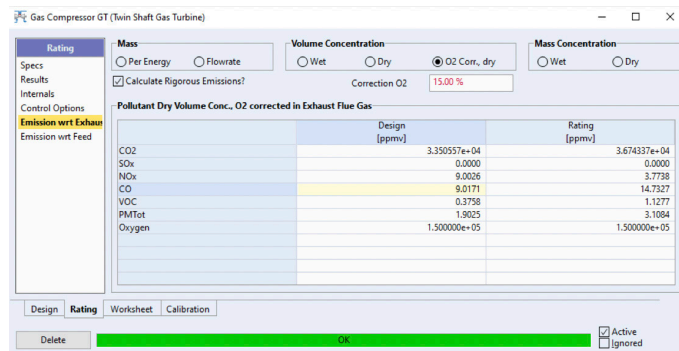 Gas Compressor GT (Twin Shaft Gas Turbine)
Rating
Specs
Results
Internals
Control Options
Emission wrt Exhaus
Emission wrt Feed
Mass
Per Energy Flowrate
Volume Concentration
Wet Dry O2 Corr., dry
Mass Concentration
Wet Dry
Calculate Rigorous Emissions?
Correction O2 15.00 %
Pollutant Dry Volume Conc., O2 corrected in Exhaust Flue Gas
Design Rating
[ppmv] [ppmv]
CO2 3.350557e+04 3.674337e+04
SOx 0.0000 0.0000
NOx 9.0026 3.7738
CO 9.0171 14.7327
VOC 0.3758 1.1277
PMTot 1.9025 3.1084
Oxygen 1.500000e+05 1.500000e+05
Design Rating Worksheet Calibration
Delete OK
Active
Ignored